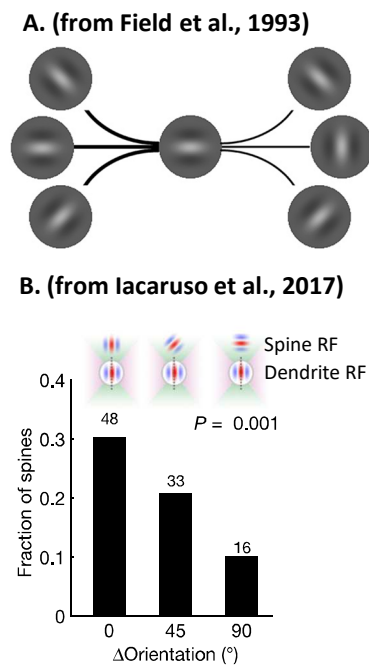 A. (from Field et al., 1993)
B. (from Iacaruso et al., 2017)
Spine RF
Dendrite RF
0.4
P = 0.001
48
0.3
33
0.2
16
0.1
0
Fraction of spines
0 45 90
ΔOrientation (°)